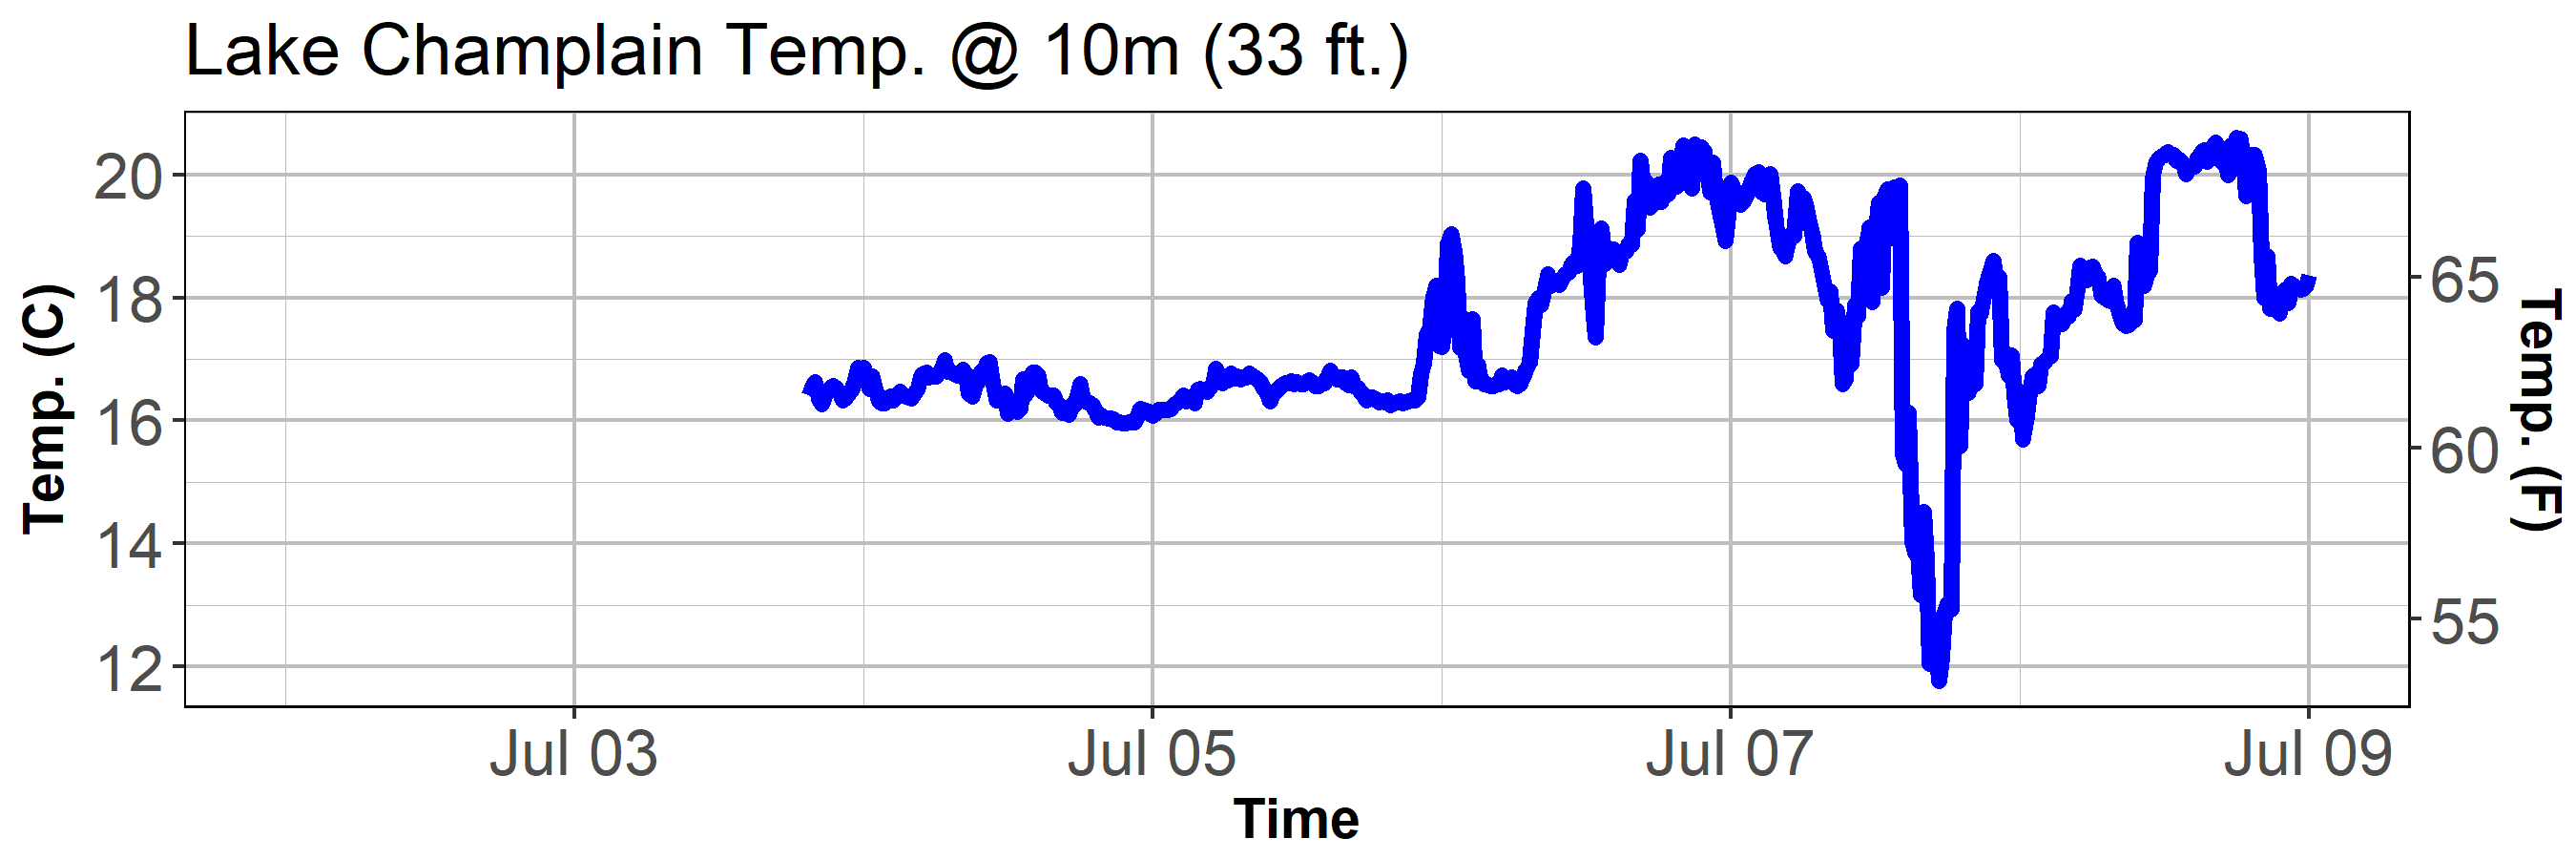 Lake Champlain Temp. @ 10m (33 ft.)
Temp. (C)
20
18
16
14
12
65
60
55
Temp. (F)
Jul 03
Jul 05
Jul 07
Jul 09
Time